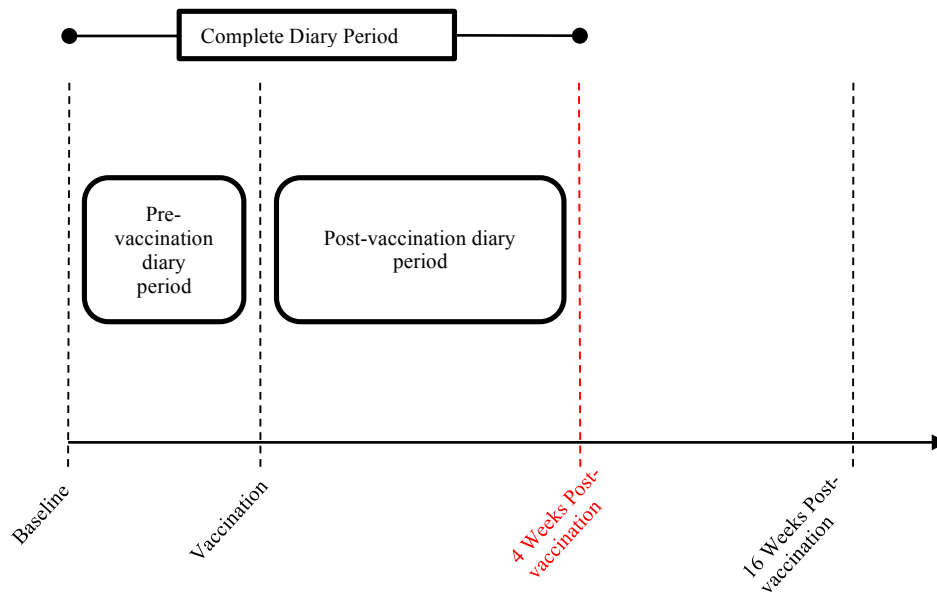 Complete Diary Period
Pre-
vaccination
diary
period
Post-vaccination diary
period
Baseline
Vaccination
4 Weeks Post-
vaccination
16 Weeks Post-
vaccination